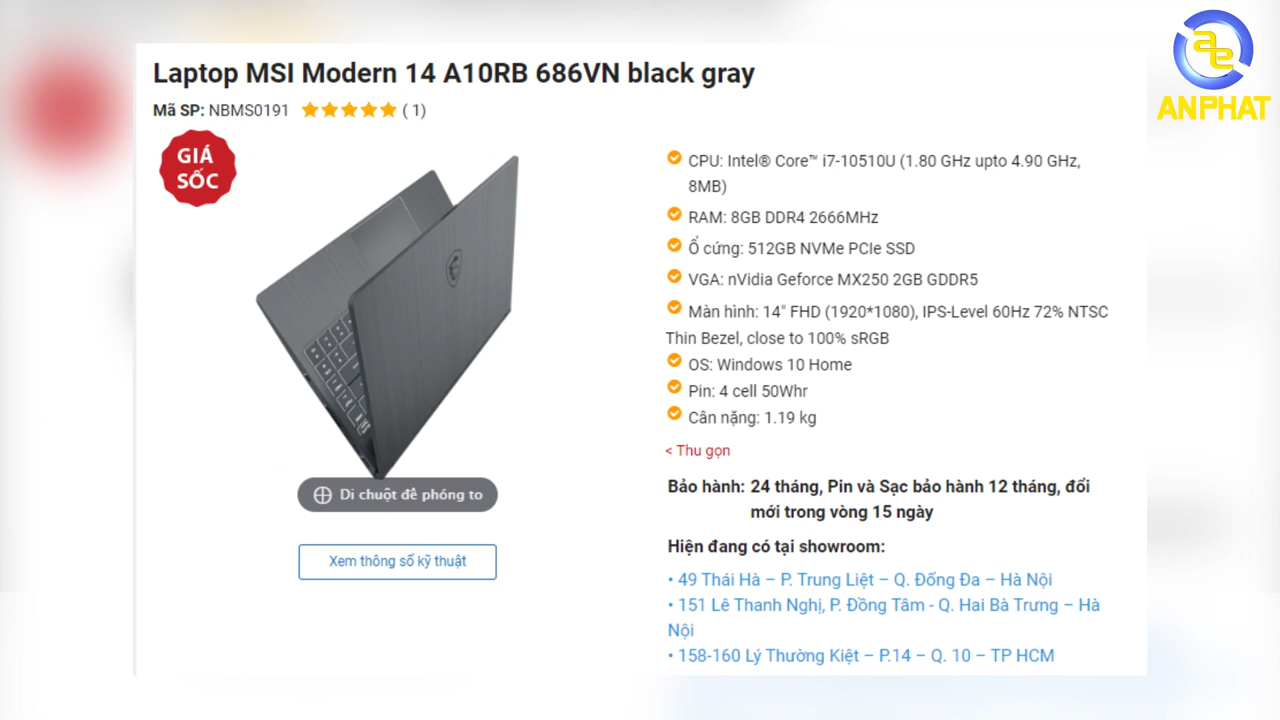 ANPHAT
Laptop MSI Modern 14 A10RB 686VN black gray
Mã SP: NBMS0191 ( 1)
GIÁ
SỐC
CPU: Intel® Core™ i7-10510U (1.80 GHz upto 4.90 GHz,
8MB)
RAM: 8GB DDR4 2666MHz
Ổ cứng: 512GB NVMe PCIe SSD
VGA: nVidia Geforce MX250 2GB GDDR5
Màn hình: 14" FHD (1920*1080), IPS-Level 60Hz 72% NTSC
Thin Bezel, close to 100% sRGB
OS: Windows 10 Home
Pin: 4 cell 50Whr
Cân nặng: 1.19 kg
< Thu gọn
Di chuột để phóng to
Xem thông số kỹ thuật
Bảo hành: 24 tháng, Pin và Sạc bảo hành 12 tháng, đổi
mới trong vòng 15 ngày
Hiện đang có tại showroom:
• 49 Thái Hà – P. Trung Liệt – Q. Đống Đa – Hà Nội
• 151 Lê Thanh Nghị, P. Đồng Tâm - Q. Hai Bà Trưng – Hà
Nội
• 158-160 Lý Thường Kiệt – P.14 – Q. 10 – TP HCM